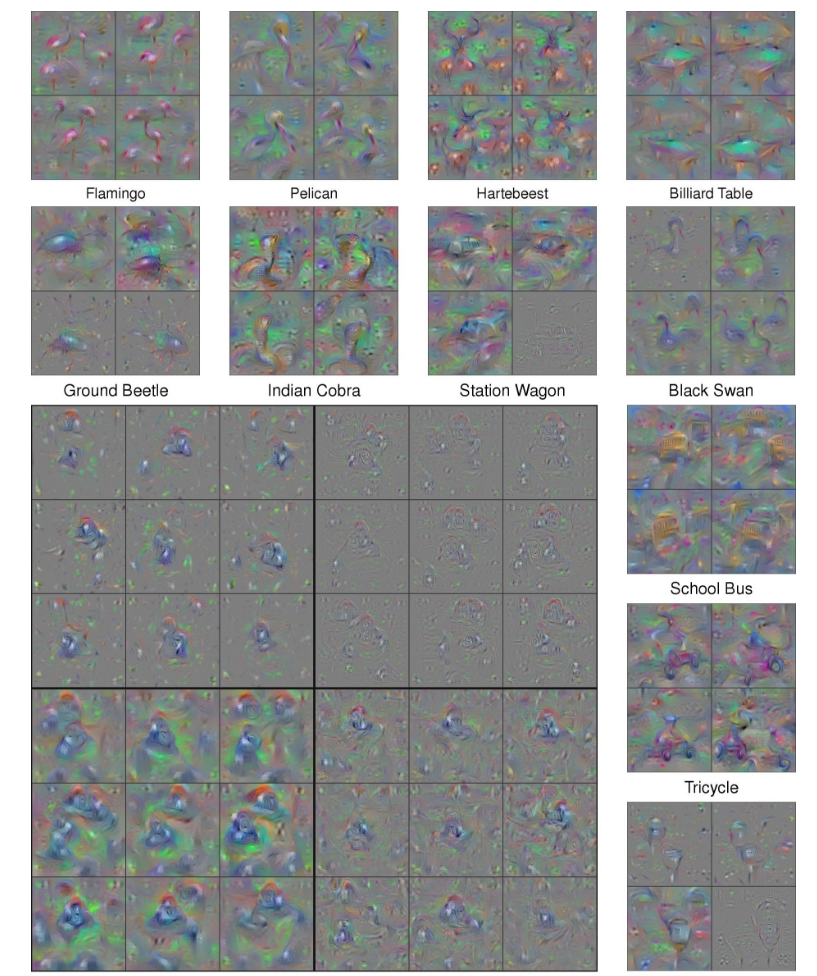 Flamingo
Pelican
Hartebeest
Billiard Table
Ground Beetle
Indian Cobra
Station Wagon
Black Swan
School Bus
Tricycle